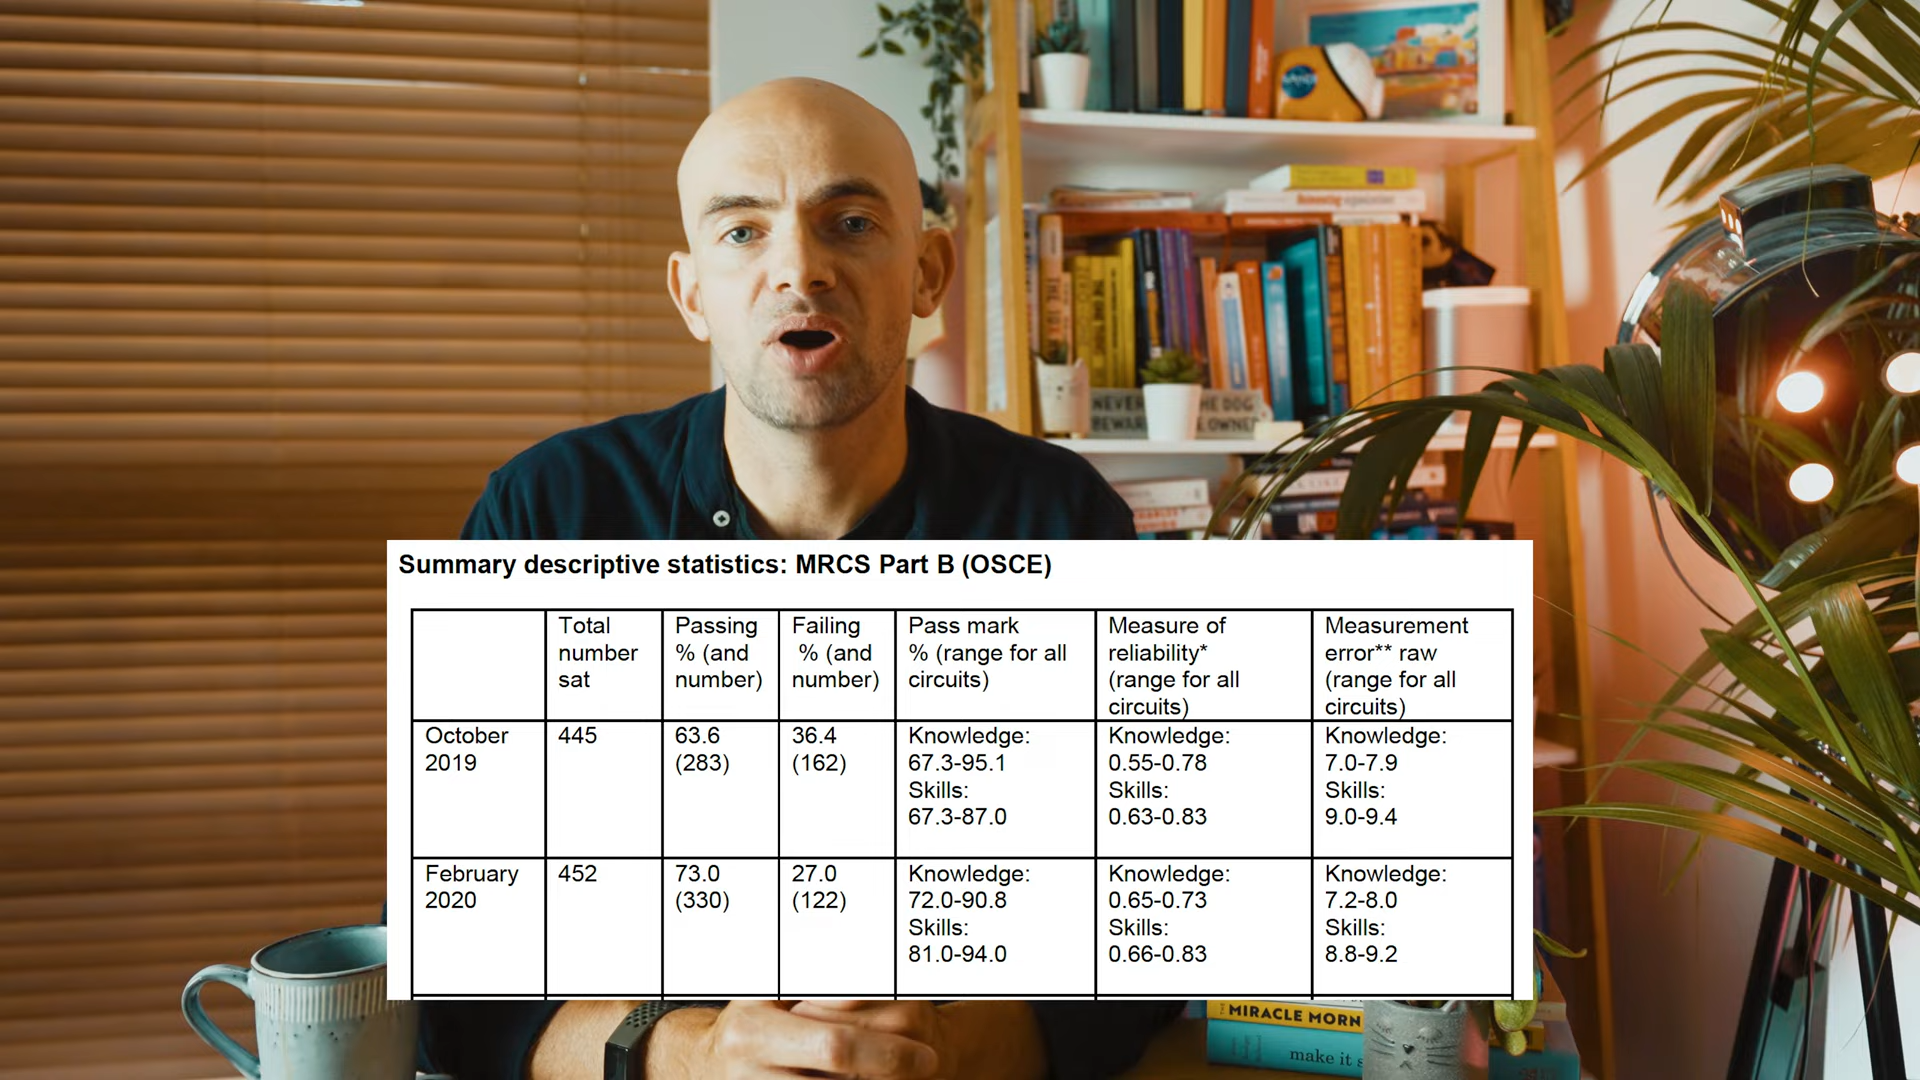 NEVER
HE DOG
BEWAR
OWNER
Summary descriptive statistics: MRCS Part B (OSCE)
Total number sat
Passing % (and number)
Failing % (and number)
Pass mark % (range for all circuits)
Measure of reliability* (range for all circuits)
Measurement error** raw (range for all circuits)
October 2019
445
63.6 (283)
36.4 (162)
Knowledge: 67.3-95.1
Skills: 67.3-87.0
Knowledge: 0.55-0.78
Skills: 0.63-0.83
Knowledge: 7.0-7.9
Skills: 9.0-9.4
February 2020
452
73.0 (330)
27.0 (122)
Knowledge: 72.0-90.8
Skills: 81.0-94.0
Knowledge: 0.65-0.73
Skills: 0.66-0.83
Knowledge: 7.2-8.0
Skills: 8.8-9.2
MIRACLE MORN
make it s